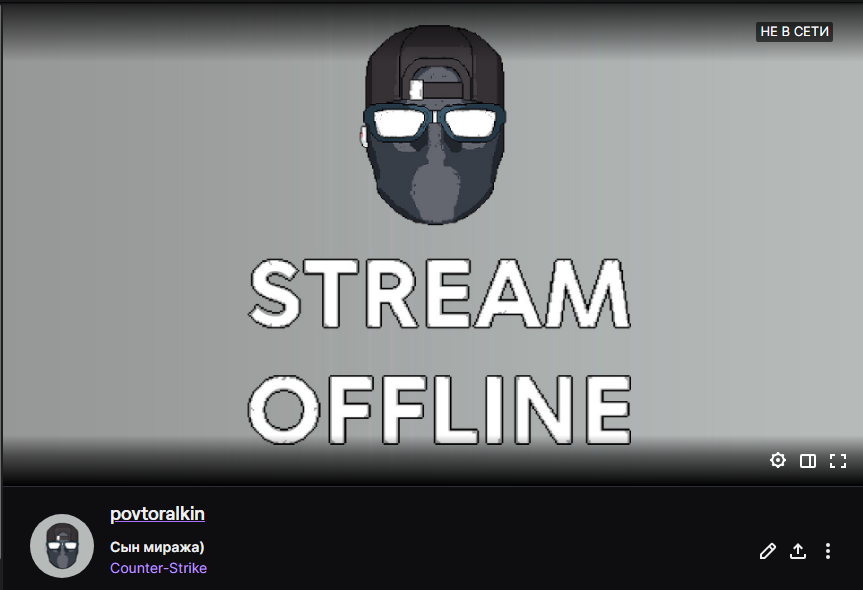 НЕ В СЕТИ
STREAM
OFFLINE
povtoralkin
Сын миража)
Counter-Strike